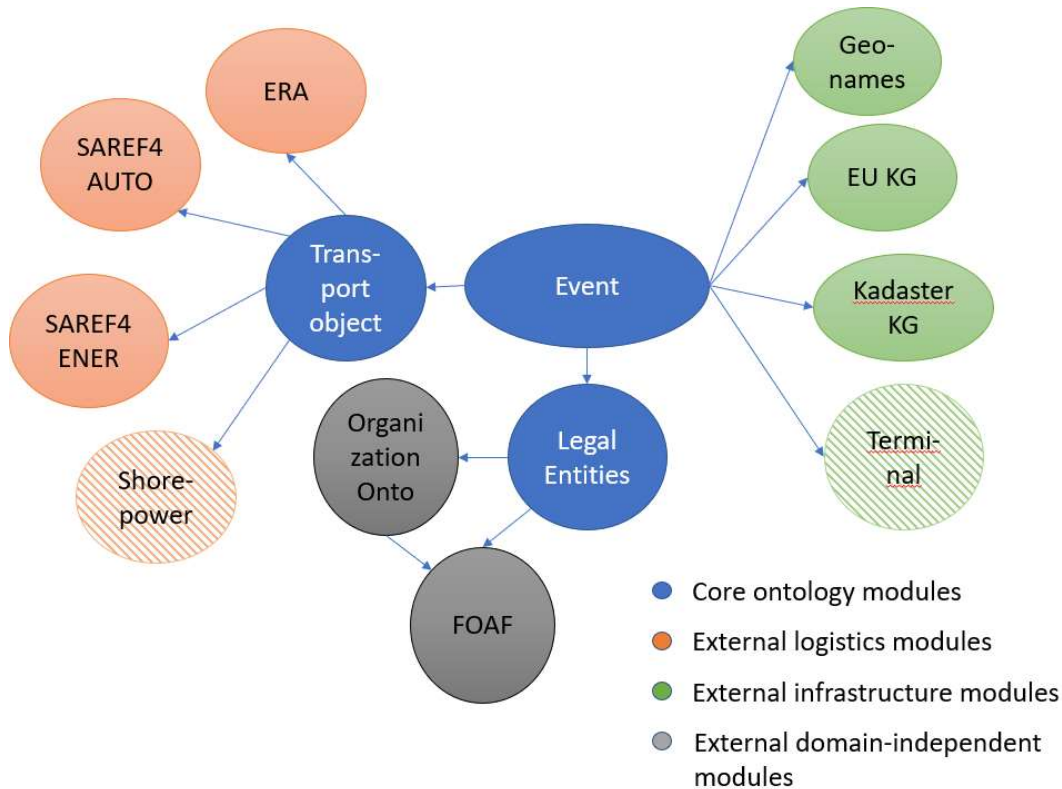 ERA
SAREF4
AUTO
Geo-
names
EU KG
Trans-
port
object
Event
Kadaster
KG
SAREF4
ENER
Organi
zation
Onto
Legal
Entities
Termi-
nal
Shore-
power
FOAF
Core ontology modules
External logistics modules
External infrastructure modules
External domain-independent
modules